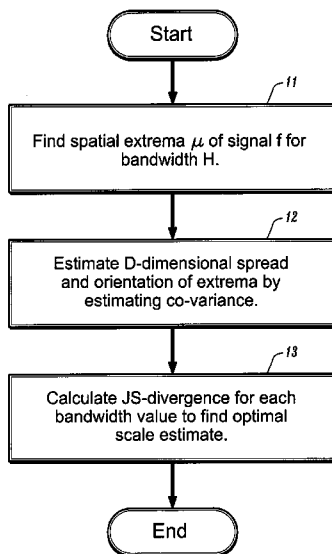 Start
11
Find spatial extrema μ of signal f for
bandwidth H.
12
Estimate D-dimensional spread
and orientation of extrema by
estimating co-variance.
13
Calculate JS-divergence for each
bandwidth value to find optimal
scale estimate.
End